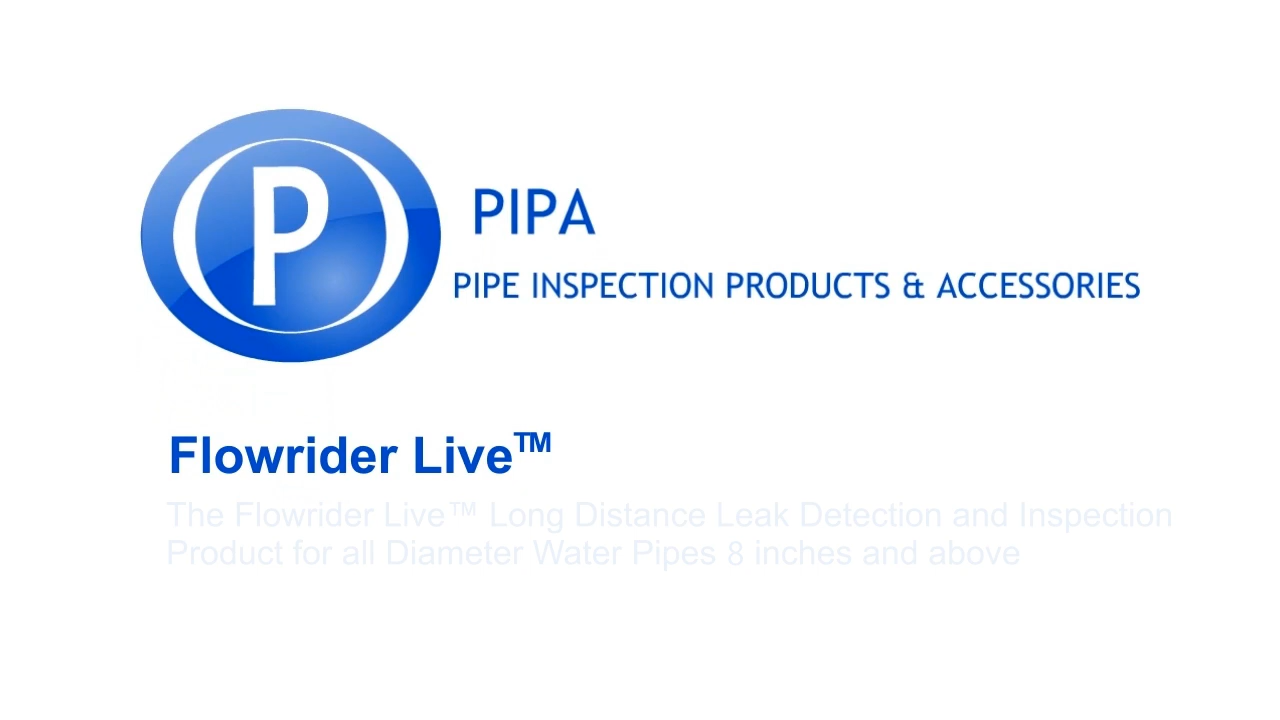 P
PIPA
PIPE INSPECTION PRODUCTS & ACCESSORIES
Flowrider Live™
The Flowrider Live™ Long Distance Leak Detection and Inspection
Product for all Diameter Water Pipes 8 inches and above